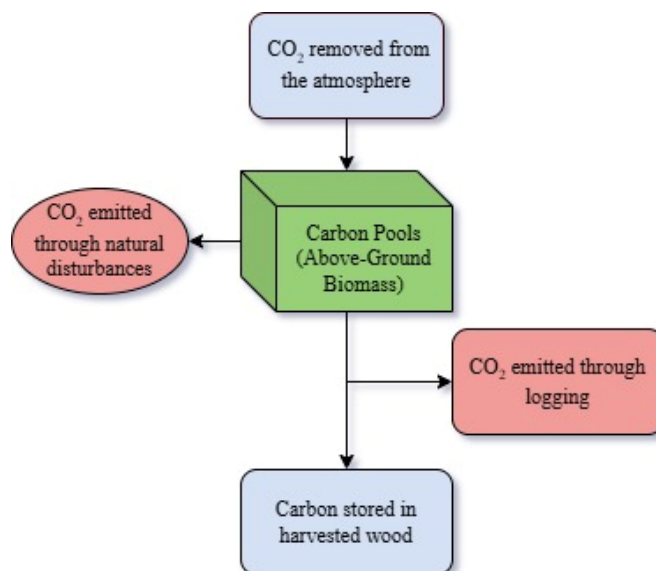 CO₂ removed from
the atmosphere
CO₂ emitted
through natural
disturbances
Carbon Pools
(Above-Ground
Biomass)
CO₂ emitted through
logging
Carbon stored in
harvested wood